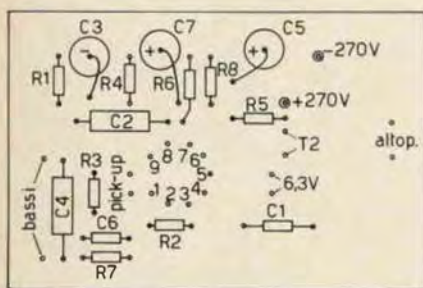 C3
C7
C5
-270V
R1
R4
R6
R8
+270V
C2
R5
T2
altop.
bassi
C4
R3
pick-up
9 8 7 6 5
1 2 3 4
6,3V
C6
R2
C1
R7